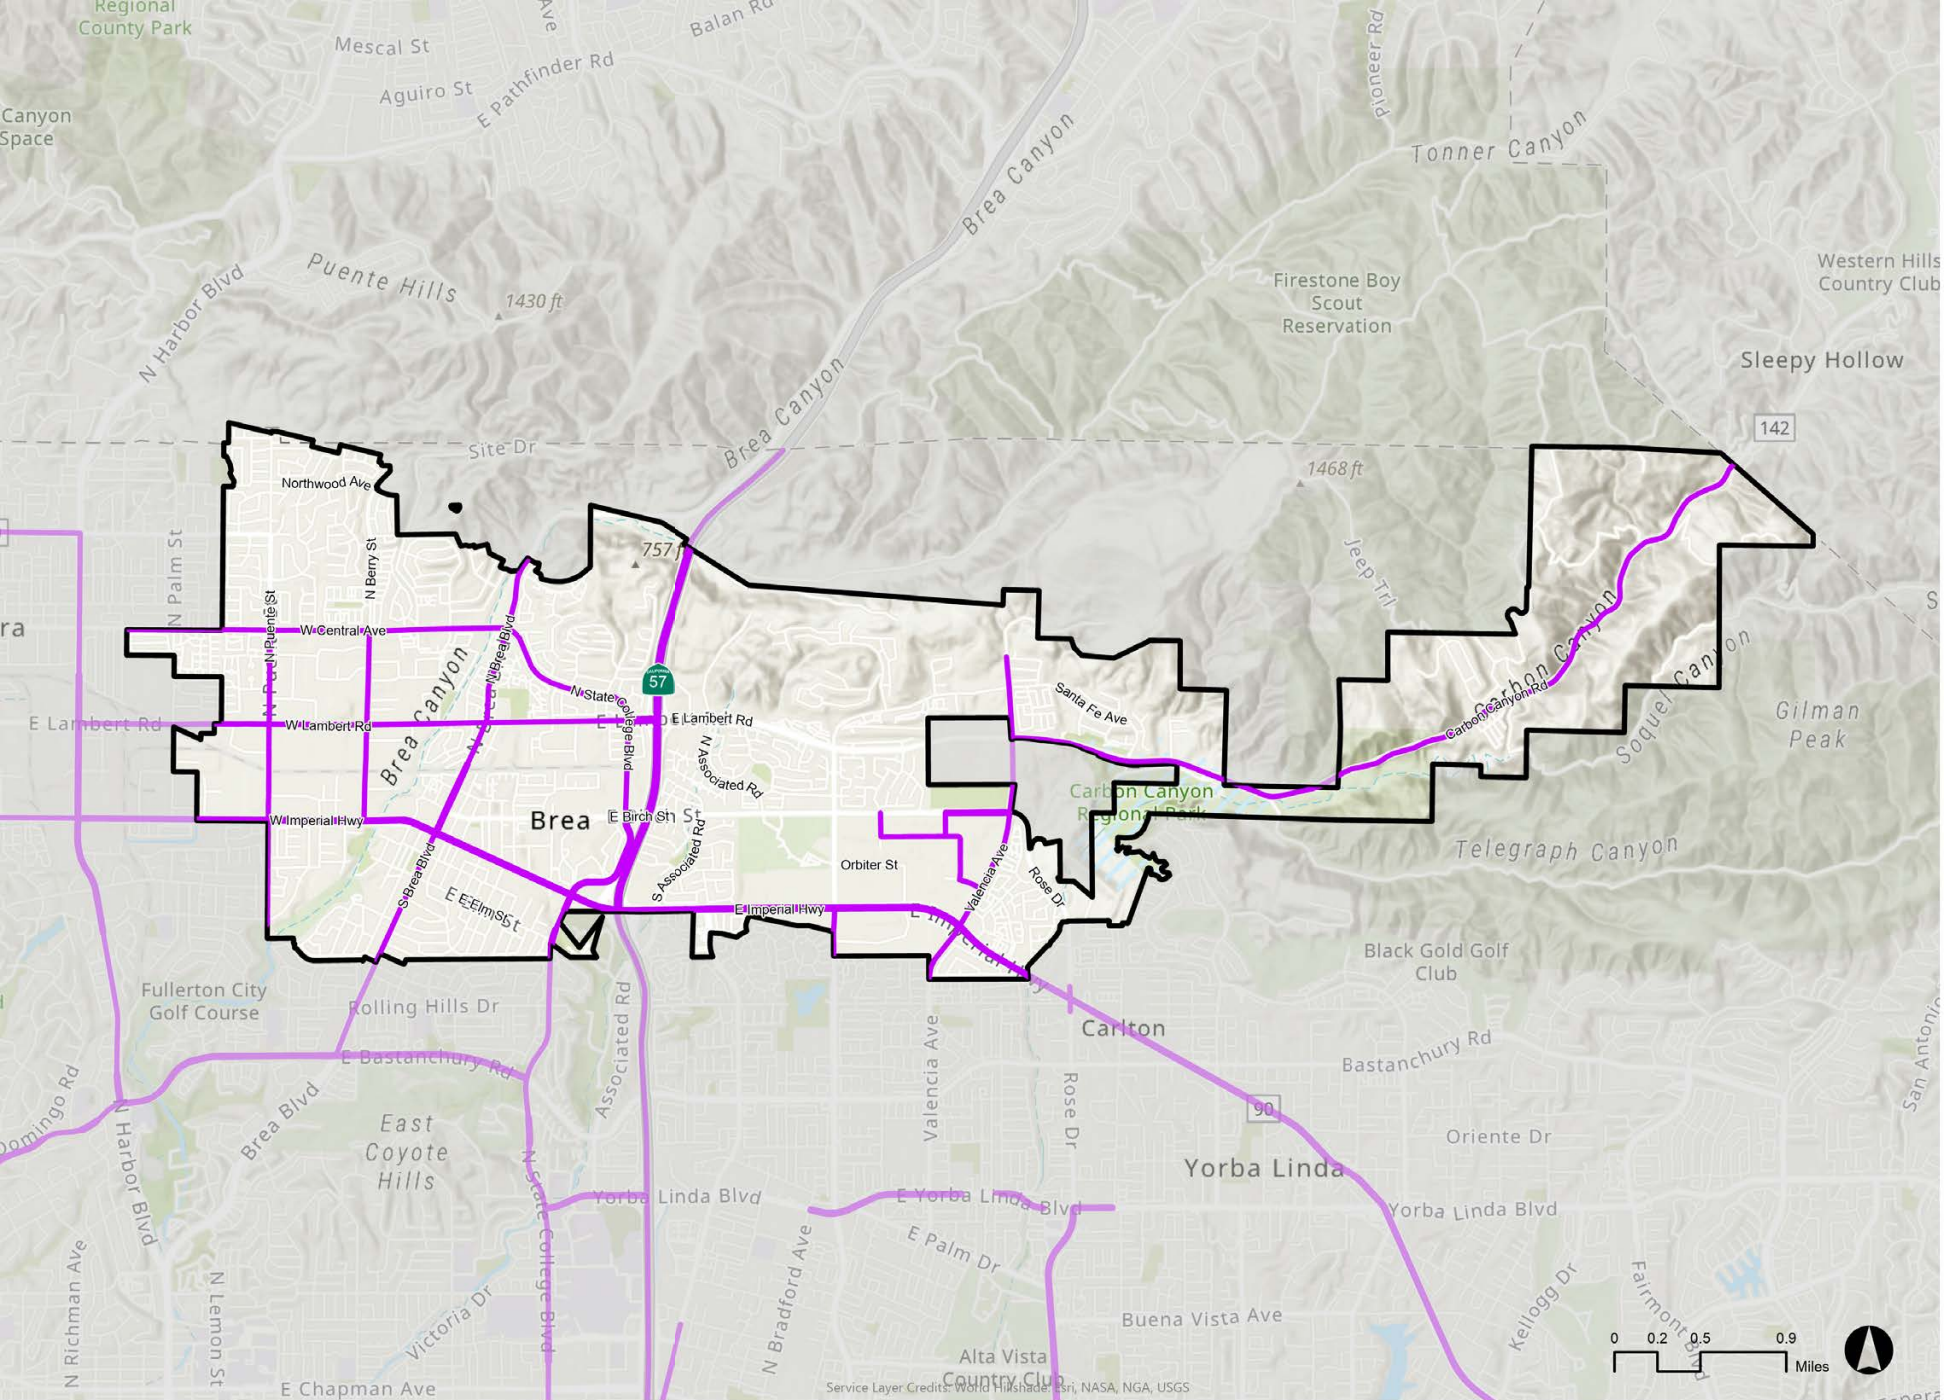 Regional
County Park
Ave
Balan Rd
Mescal St
E Pathfinder Rd
Aguiro St
Pioneer Rd
Canyon
Space
Tonner Canyon
Brea Canyon
Puente Hills
1430 ft
N Harbor Blvd
Firestone Boy
Scout
Reservation
Western Hills
Country Club
Sleepy Hollow
142
Site Dr
Brea Canyon
1468 ft
Northwood Ave
N Palm St
N Berry St
757 f
Jeep Trl
N Puente St
W Central Ave
N Brea Blvd
ra
Brea Canyon
57
N State College Blvd
Santa Fe Ave
Carbon Canyon
Carbon Canyon Rd
Soquel Canyon
Gilman
Peak
E Lambert Rd
W Lambert Rd
E Lambert Rd
N Associated Rd
Carbon Canyon
Regional Park
W Imperial Hwy
Brea
E Birch St
St
Telegraph Canyon
S Brea Blvd
S Associated Rd
Orbiter St
Valencia Ave
Rose Dr
E Elm St
E Imperial Hwy
E Imperial Hwy
Black Gold Golf
Club
Fullerton City
Golf Course
Rolling Hills Dr
Associated Rd
Carlton
E Bastanchury Rd
Bastanchury Rd
Domingo Rd
N Harbor Blvd
Brea Blvd
Valencia Ave
Rose Dr
90
San Antonio
East
Coyote
Hills
Oriente Dr
Yorba Linda
N State College Blvd
Yorba Linda Blvd
E Yorba Linda Blvd
Yorba Linda Blvd
E Palm Dr
N Richman Ave
N Lemon St
Victoria Dr
N Bradford Ave
Buena Vista Ave
Kellogg Dr
Fairmont Blvd
Alta Vista
Country Club
E Chapman Ave
0 0.2 0.5 0.9
Miles
Service Layer Credits: World Hillshade: Esri, NASA, NGA, USGS